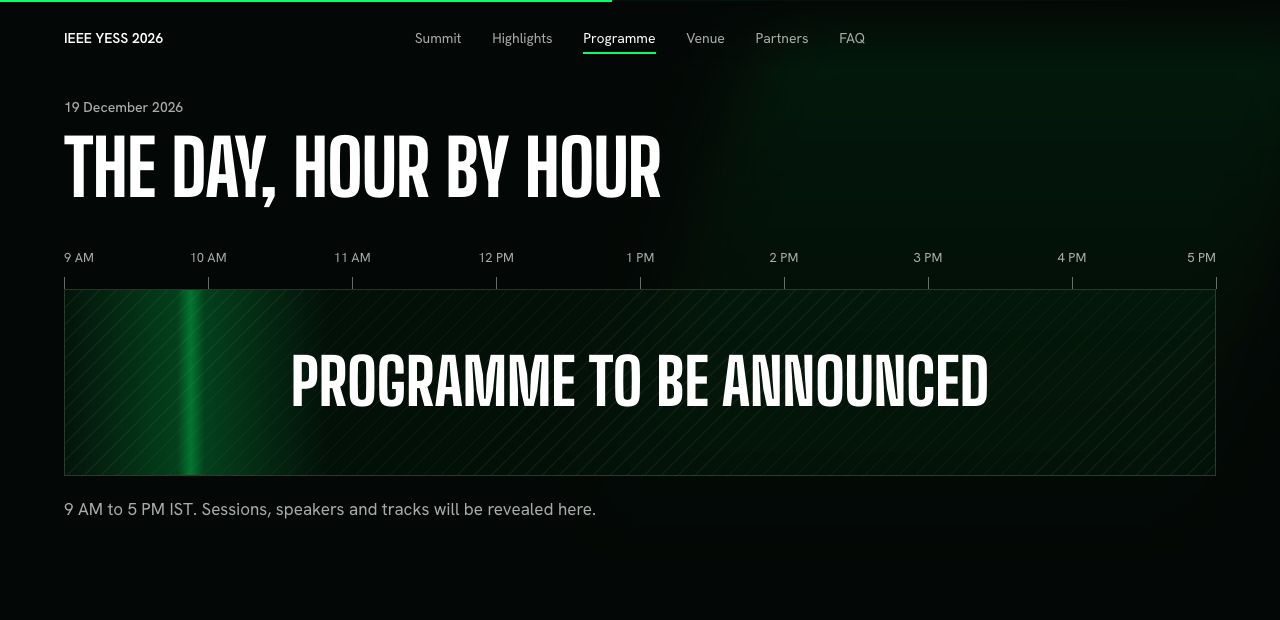 IEEE YESS 2026
Summit Highlights Programme Venue Partners FAQ
19 December 2026
THE DAY, HOUR BY HOUR
9 AM 10 AM 11 AM 12 PM 1 PM 2 PM 3 PM 4 PM 5 PM
PROGRAMME TO BE ANNOUNCED
9 AM to 5 PM IST. Sessions, speakers and tracks will be revealed here.